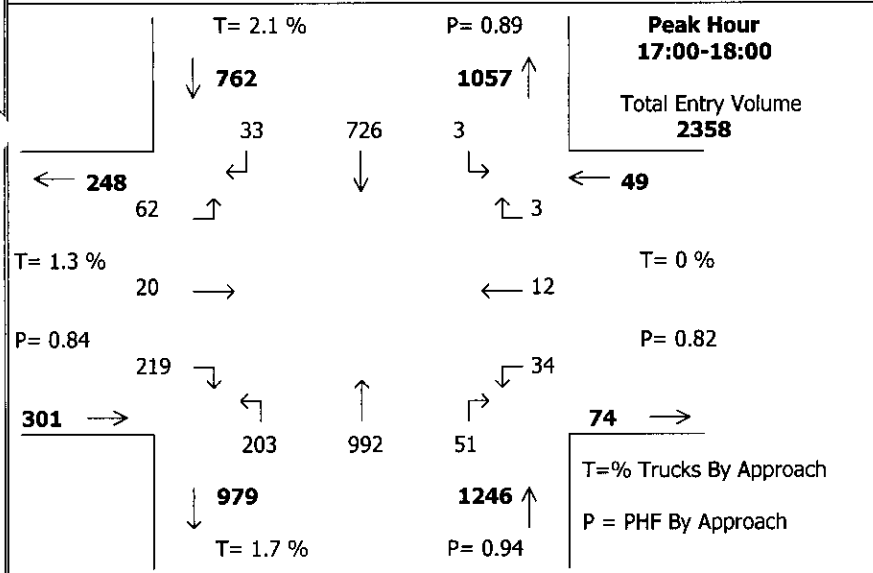 T= 2.1 %
P= 0.89
Peak Hour
17:00-18:00
762
1057
Total Entry Volume
2358
33
726
3
248
49
62
3
T= 1.3 %
T= 0 %
20
12
P= 0.84
P= 0.82
219
34
301
74
203
992
51
T=% Trucks By Approach
979
1246
P = PHF By Approach
T= 1.7 %
P= 0.94